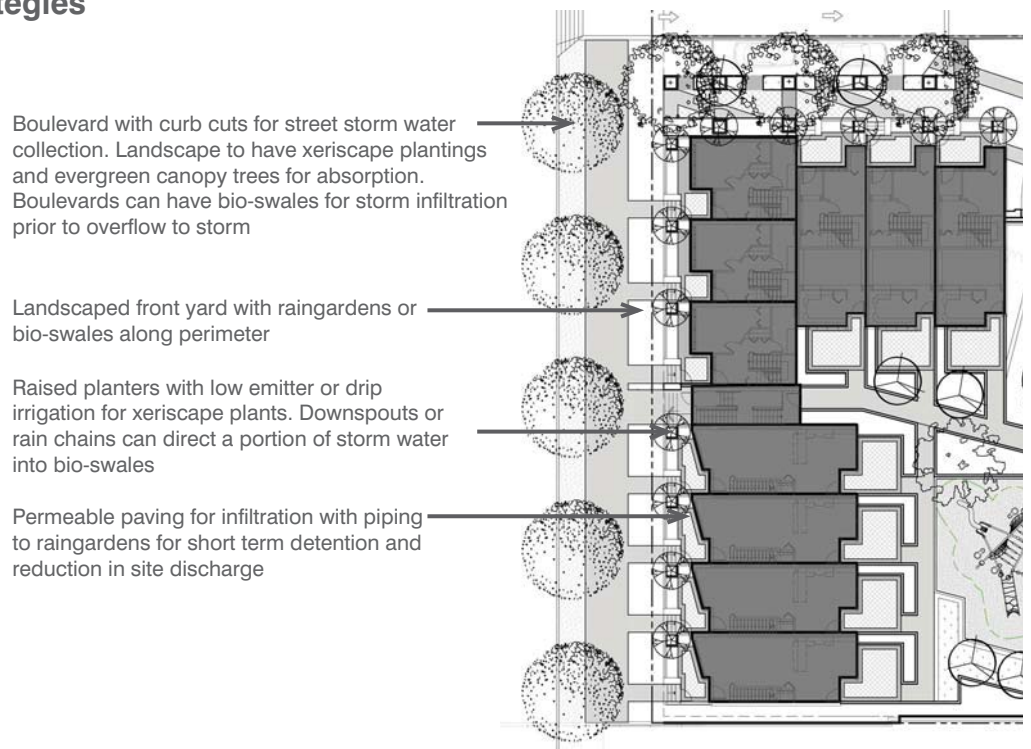 Boulevard with curb cuts for street storm water
collection. Landscape to have xeriscape plantings
and evergreen canopy trees for absorption.
Boulevards can have bio-swales for storm infiltration
prior to overflow to storm
Landscaped front yard with raingardens or
bio-swales along perimeter
Raised planters with low emitter or drip
irrigation for xeriscape plants. Downspouts or
rain chains can direct a portion of storm water
into bio-swales
Permeable paving for infiltration with piping
to raingardens for short term detention and
reduction in site discharge